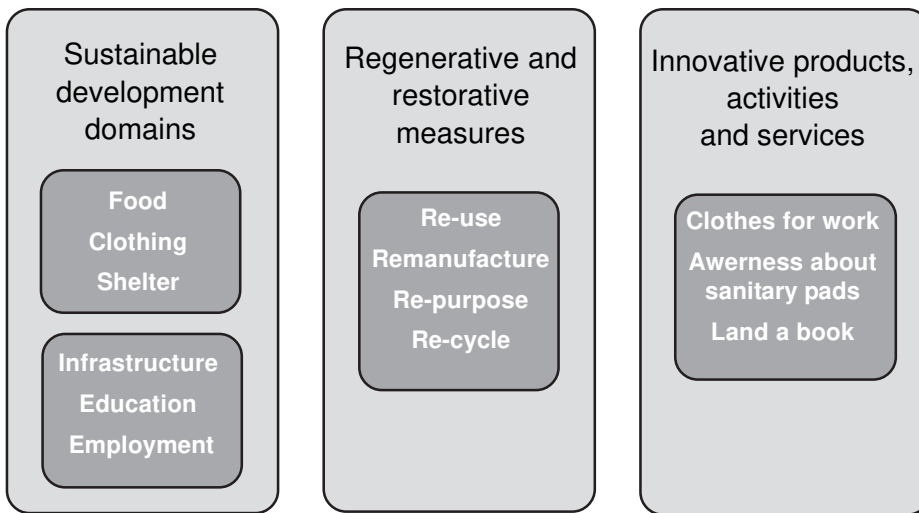 Sustainable
development
domains
Food
Clothing
Shelter
Infrastructure
Education
Employment
Regenerative and
restorative
measures
Re-use
Remanufacture
Re-purpose
Re-cycle
Innovative products,
activities
and services
Clothes for work
Awerness about
sanitary pads
Land a book